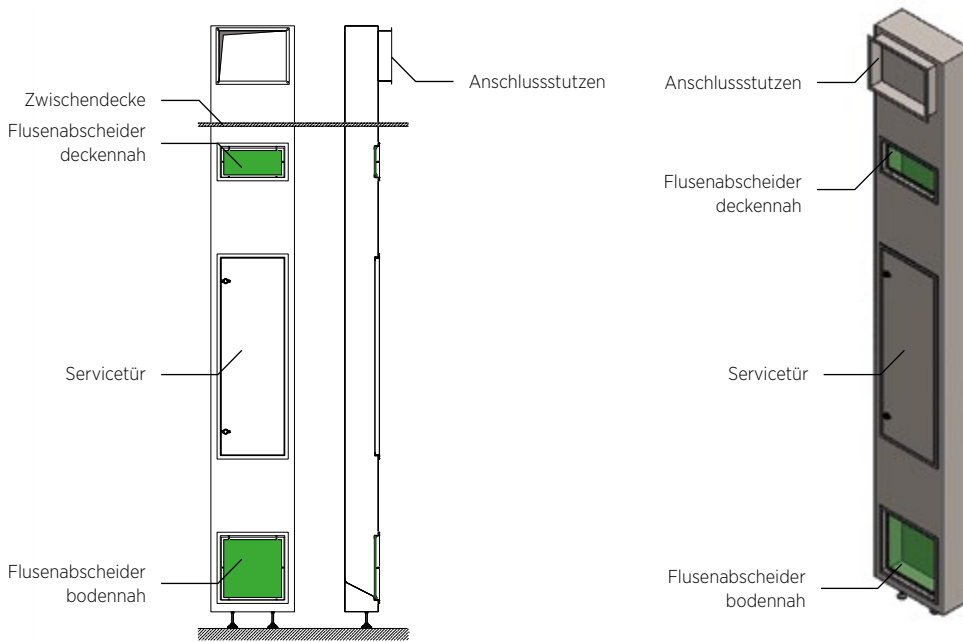 Anschlussstutzen
Zwischendecke
Flusenabscheider
deckennah
Servicetür
Flusenabscheider
bodennah
Anschlussstutzen
Flusenabscheider
deckennah
Servicetür
Flusenabscheider
bodennah